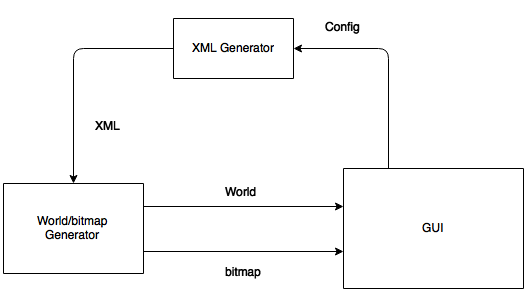 Config
XML Generator
XML
World
World/bitmap
Generator
GUI
bitmap